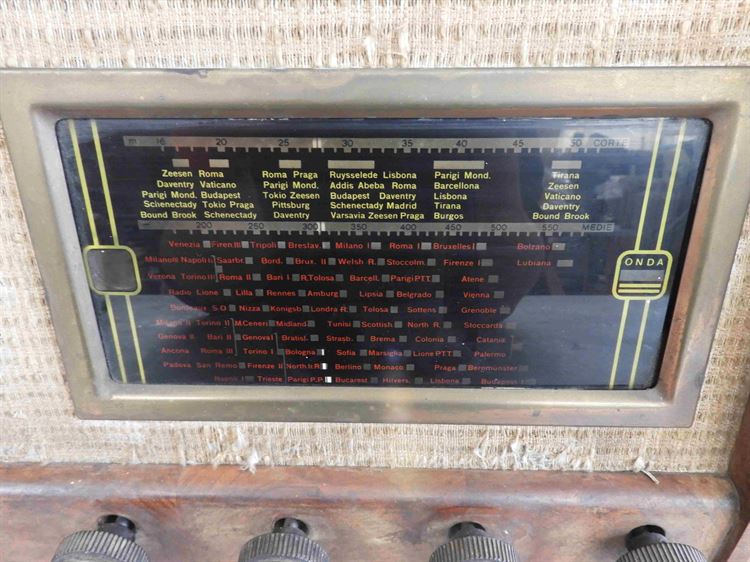 m 16 20 25 30 35 40 45 50 CORTE
Zeesen Roma Roma Praga Ruysselede Lisbona Parigi Mond. Tirana
Daventry Vaticano Parigi Mond. Addis Abeba Roma Barcellona Zeesen
Parigi Mond. Budapest Tokio Zeesen Budapest Daventry Lisbona Vaticano
Schenectady Tokio Praga Pittsburg Schenectady Madrid Tirana Daventry
Bound Brook Schenectady Daventry Varsavia Zeesen Praga Burgos Bound Brook
m 200 250 300 350 400 450 500 550 MEDIE
Venezia Firen.III Tripoli Breslav. Milano I Roma I Bruxelles I Bolzano
Milano III Napoli I Saarbr. Bord. Brux. II Welsh R. Stoccolm. Firenze I Lubiana
Verona Torino III Roma II Bari I R.Tolosa Barcell. Parigi PTT. Atene
Radio Lione Lilla Rennes Amburg. Lipsia Belgrado Vienna
Bordeaux S.O Nizza Konigsb. Londra R. Tolosa Sottens Grenoble
Milano II Torino II M.Ceneri Midland Tunisi Scottish. North R. Stoccarda
Genova II Bari II Genova I Bratisl. Strasb. Brema Colonia Catania
Ancona Roma III Torino I Bologna Sofia Marsiglia Lione PTT. Palermo
Padova San Remo Firenze II North It.R. Berlino Monaco Praga Beromünster
Napoli I Trieste Parigi P.P. Bucarest Hilvers. Lisbona Budapest I
ONDA